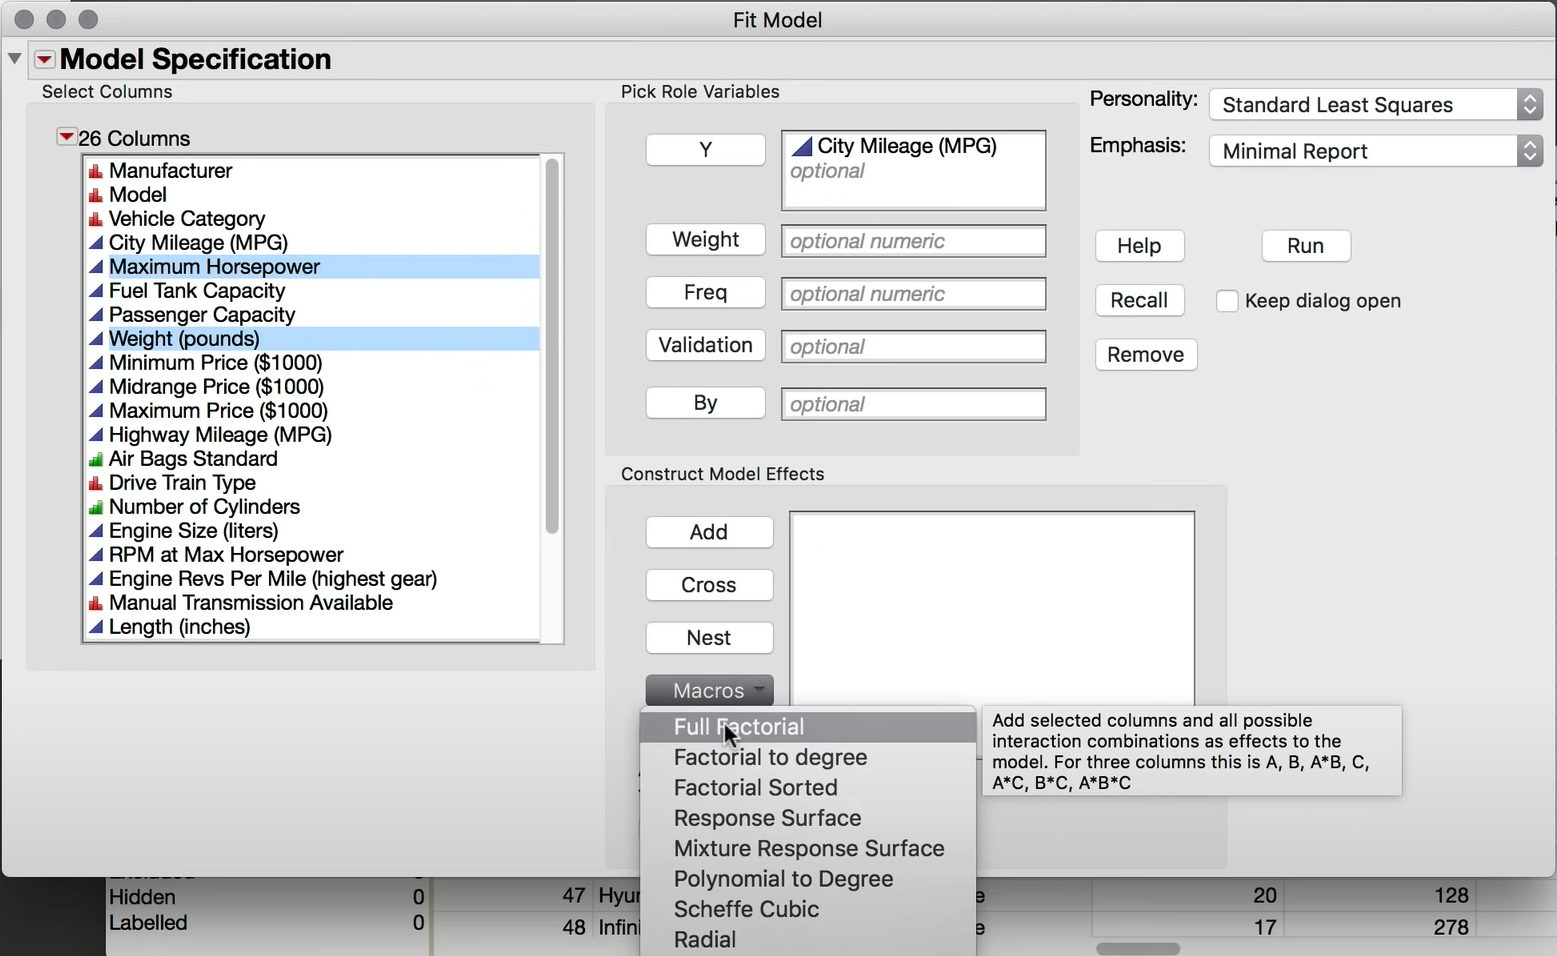 Fit Model
Model Specification
Select Columns
26 Columns
Manufacturer
Model
Vehicle Category
City Mileage (MPG)
Maximum Horsepower
Fuel Tank Capacity
Passenger Capacity
Weight (pounds)
Minimum Price ($1000)
Midrange Price ($1000)
Maximum Price ($1000)
Highway Mileage (MPG)
Air Bags Standard
Drive Train Type
Number of Cylinders
Engine Size (liters)
RPM at Max Horsepower
Engine Revs Per Mile (highest gear)
Manual Transmission Available
Length (inches)
Pick Role Variables
Y
City Mileage (MPG)
optional
Weight
optional numeric
Freq
optional numeric
Validation
optional
By
optional
Personality:
Standard Least Squares
Emphasis:
Minimal Report
Help
Run
Recall
Keep dialog open
Remove
Construct Model Effects
Add
Cross
Nest
Macros
Full Factorial
Factorial to degree
Factorial Sorted
Response Surface
Mixture Response Surface
Polynomial to Degree
Scheffe Cubic
Radial
Add selected columns and all possible
interaction combinations as effects to the
model. For three columns this is A, B, A*B, C,
A*C, B*C, A*B*C
Hidden 0
Labelled 0
47 Hyu e 20 128
48 Infini e 17 278